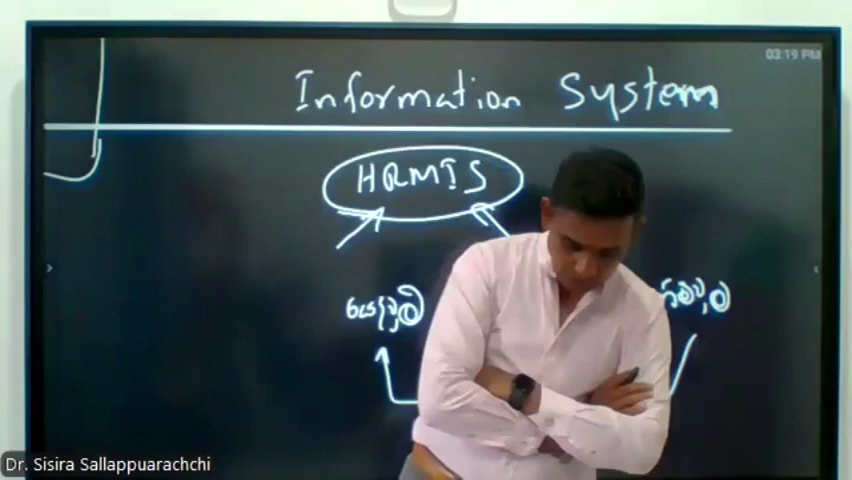 03:19 PM
Information System
HRMIS
Dr. Sisira Sallappuarachchi